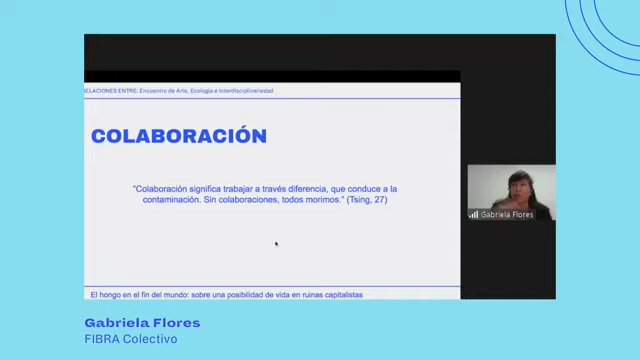 RELACIONES ENTRE: Encuentro de Arte, Ecología e Interdisciplinariedad
COLABORACIÓN
"Colaboración significa trabajar a través diferencia, que conduce a la
contaminación. Sin colaboraciones, todos morimos." (Tsing, 27)
Gabriela Flores
El hongo en el fin del mundo: sobre una posibilidad de vida en ruinas capitalistas
Gabriela Flores
FIBRA Colectivo